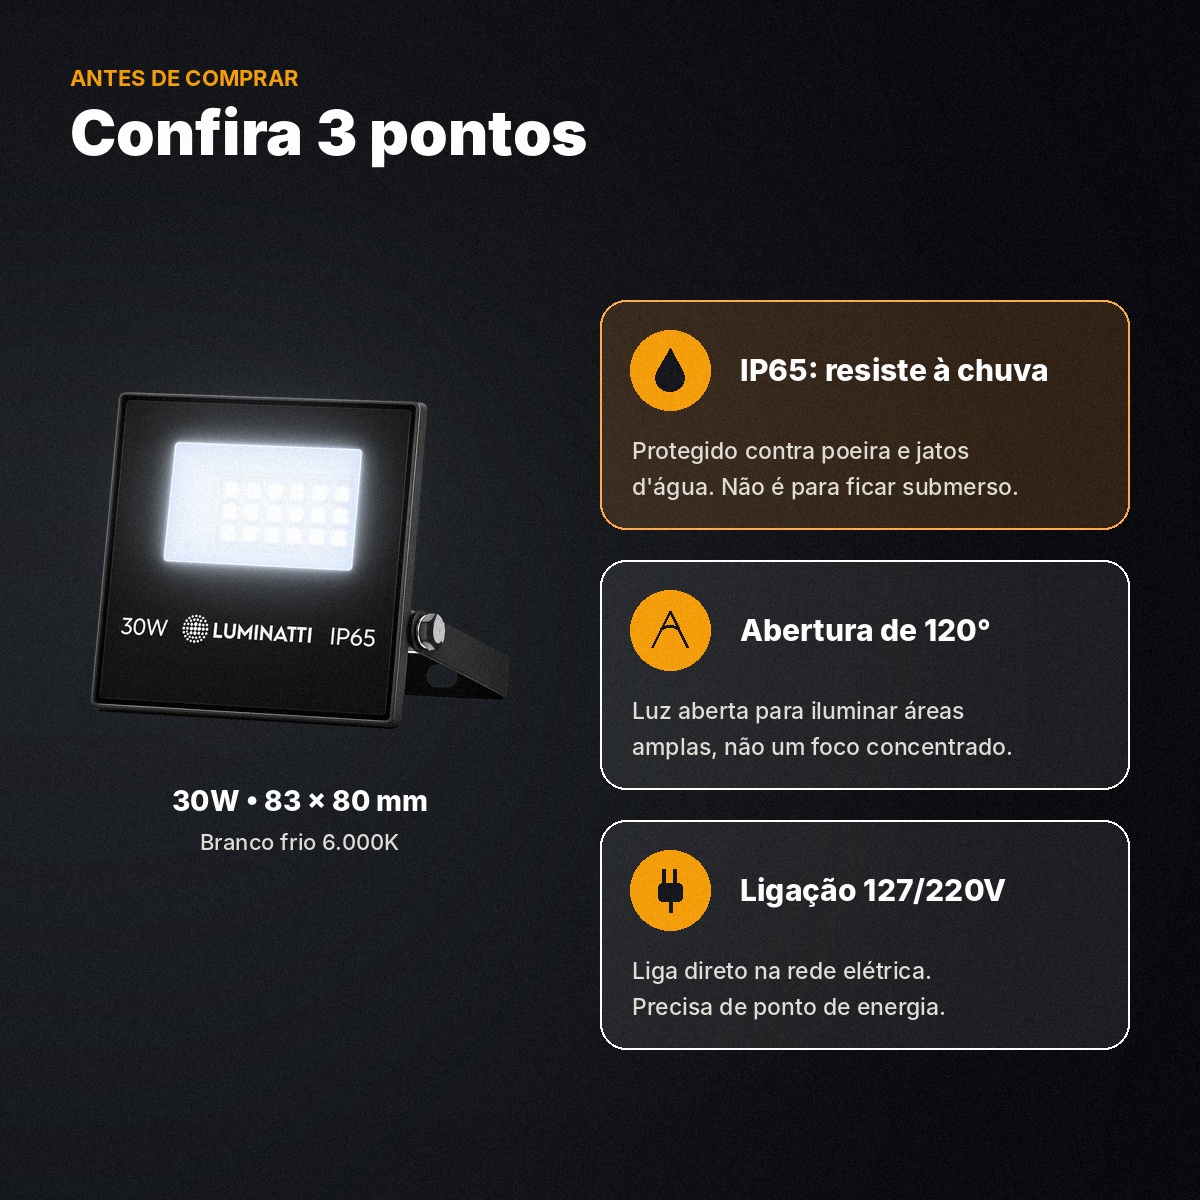 ANTES DE COMPRAR
Confira 3 pontos
IP65: resiste à chuva
Protegido contra poeira e jatos
d'água. Não é para ficar submerso.
30W LUMINATTI IP65
Abertura de 120°
Luz aberta para iluminar áreas
amplas, não um foco concentrado.
30W • 83 × 80 mm
Branco frio 6.000K
Ligação 127/220V
Liga direto na rede elétrica.
Precisa de ponto de energia.